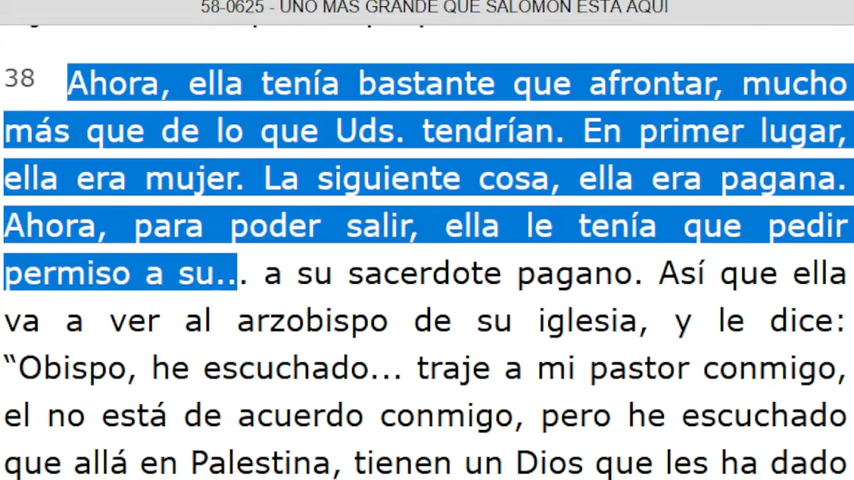 58-0625 - UNO MAS GRANDE QUE SALOMON ESTA AQUI
38 Ahora, ella tenía bastante que afrontar, mucho
más que de lo que Uds. tendrían. En primer lugar,
ella era mujer. La siguiente cosa, ella era pagana.
Ahora, para poder salir, ella le tenía que pedir
permiso a su... a su sacerdote pagano. Así que ella
va a ver al arzobispo de su iglesia, y le dice:
“Obispo, he escuchado... traje a mi pastor conmigo,
el no está de acuerdo conmigo, pero he escuchado
que allá en Palestina, tienen un Dios que les ha dado